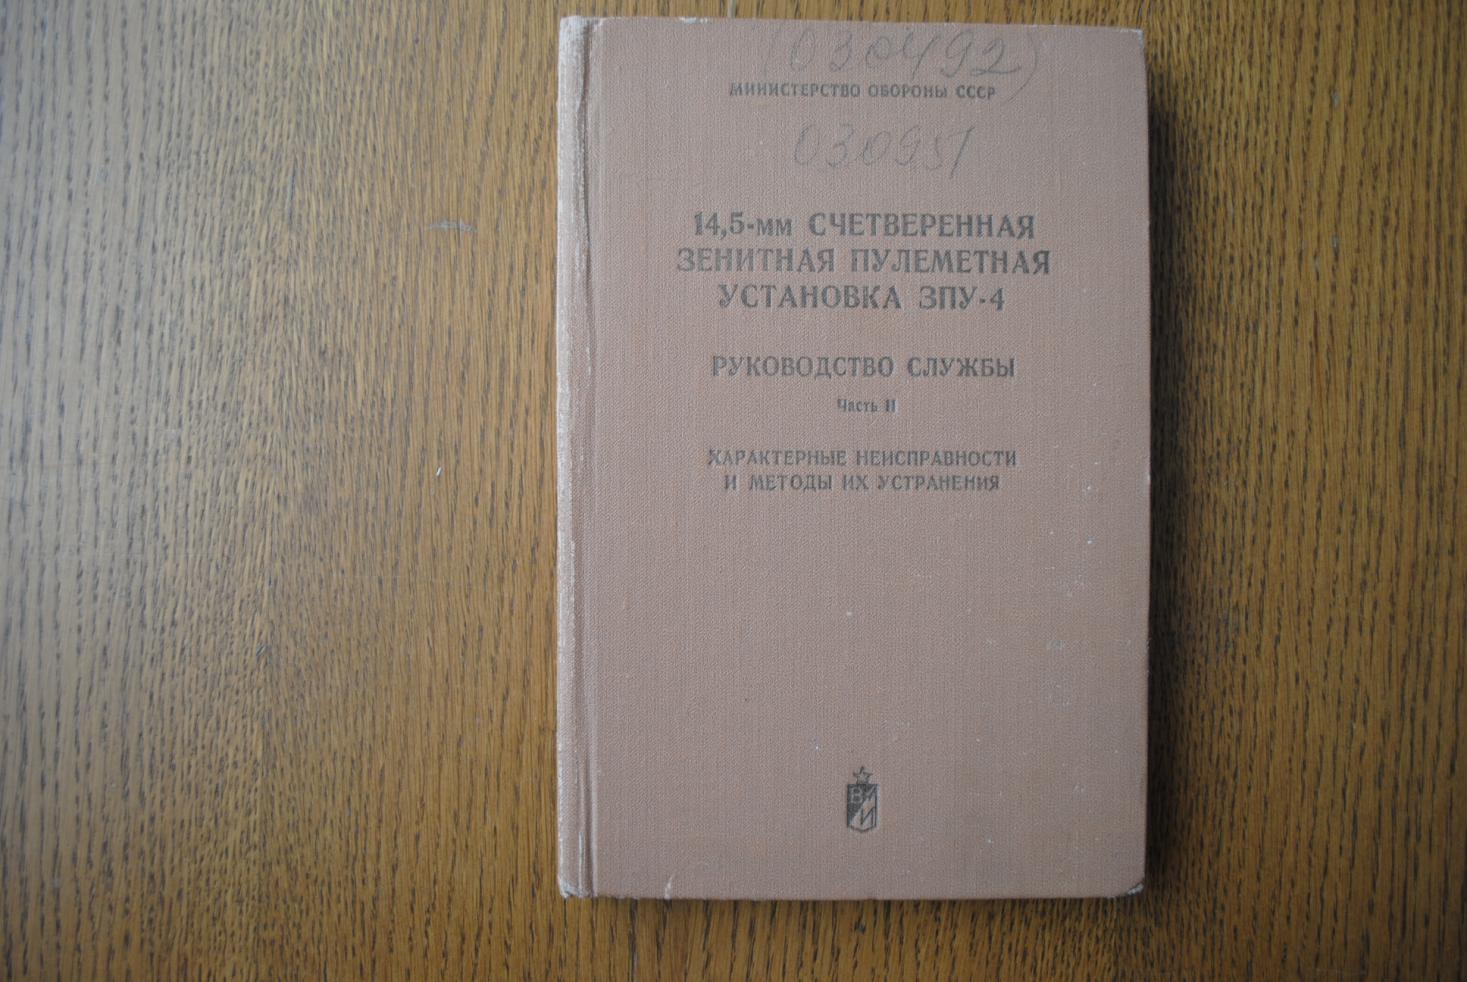 (030492)
МИНИСТЕРСТВО ОБОРОНЫ СССР
030951
14,5-мм СЧЕТВЕРЕННАЯ
ЗЕНИТНАЯ ПУЛЕМЕТНАЯ
УСТАНОВКА ЗПУ-4
РУКОВОДСТВО СЛУЖБЫ
Часть II
ХАРАКТЕРНЫЕ НЕИСПРАВНОСТИ
И МЕТОДЫ ИХ УСТРАНЕНИЯ
ВИ
И